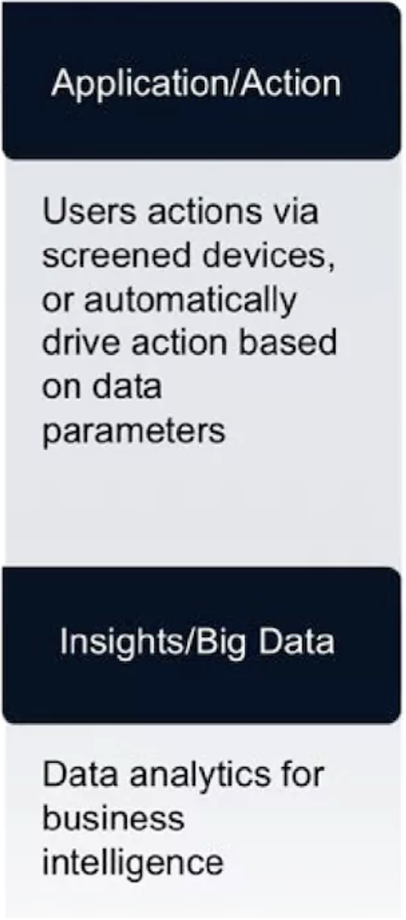 Application/Action
Users actions via
screened devices,
or automatically
drive action based
on data
parameters
Insights/Big Data
Data analytics for
business
intelligence